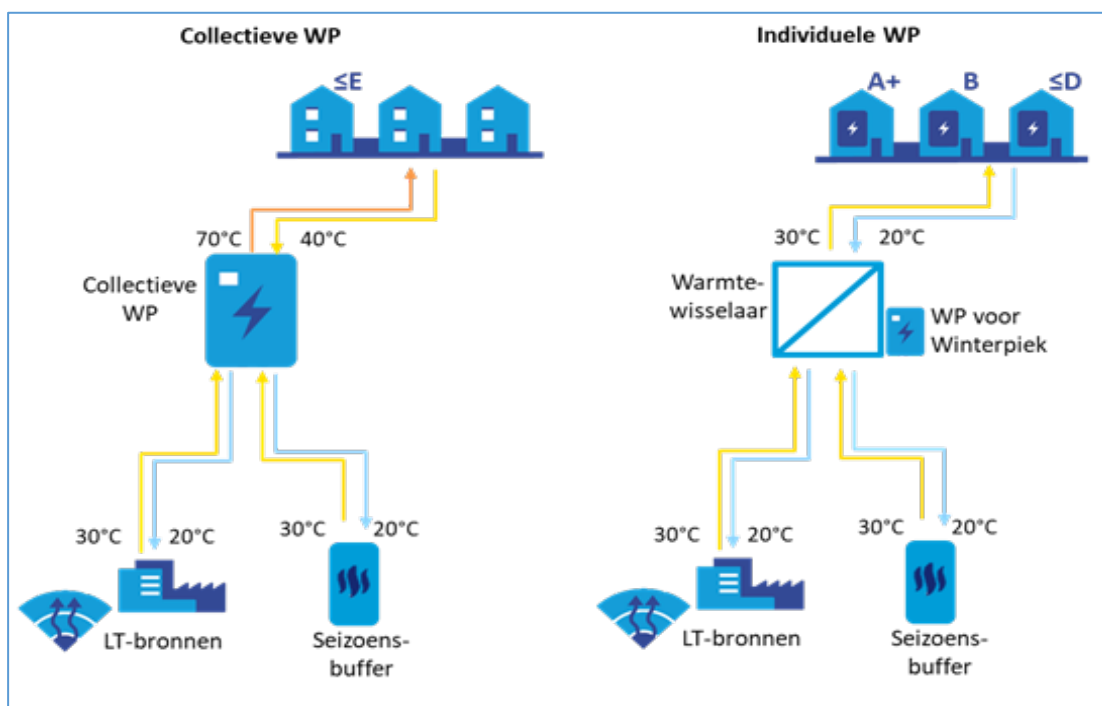 Collectieve WP
≤E
70°C
40°C
Collectieve
WP
30°C
20°C
30°C
20°C
LT-bronnen
Seizoens-
buffer
Individuele WP
A+
B
≤D
30°C
20°C
Warmte-
wisselaar
WP voor
Winterpiek
30°C
20°C
30°C
20°C
LT-bronnen
Seizoens-
buffer